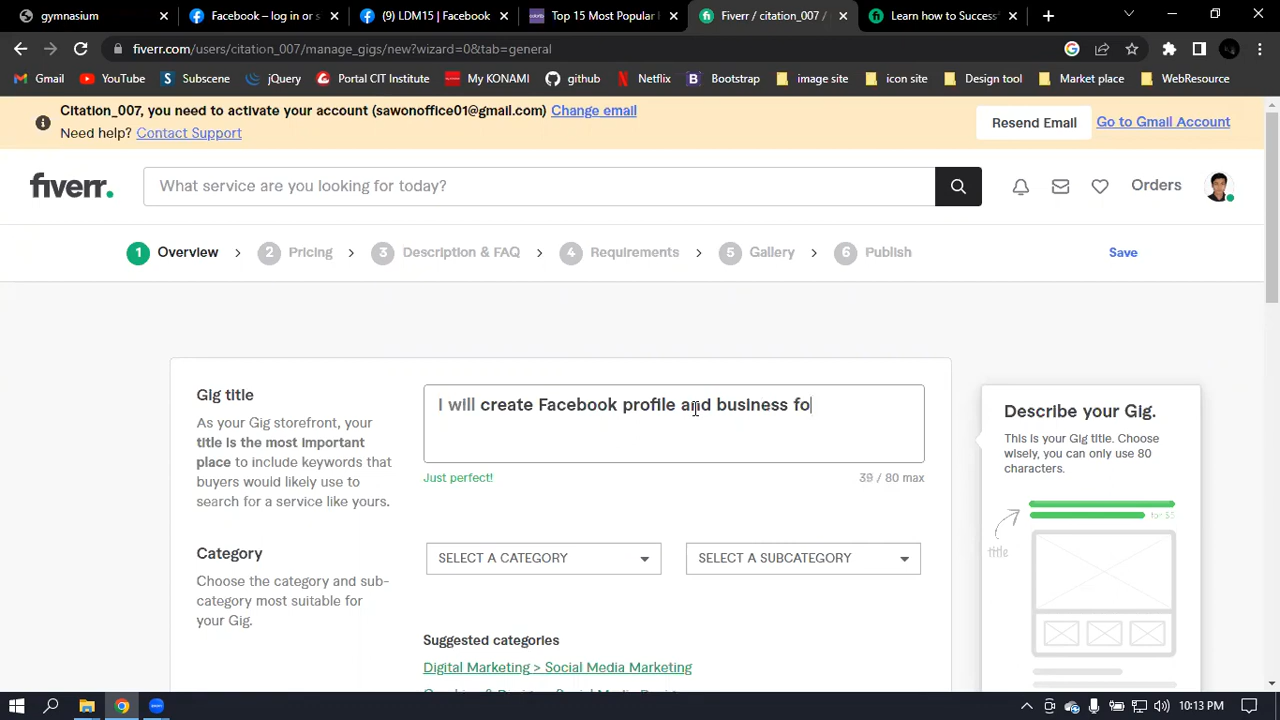 gymnasium
Facebook – log in or s
(9) LDM15 | Facebook
Top 15 Most Popular
Fiverr / citation_007 /
Learn how to Success
fiverr.com/users/citation_007/manage_gigs/new?wizard=0&tab=general
Gmail
YouTube
Subscene
jQuery
Portal CIT Institute
My KONAMI
github
Netflix
Bootstrap
image site
icon site
Design tool
Market place
WebResource
Citation_007, you need to activate your account (sawonoffice01@gmail.com) Change email
Need help? Contact Support
Resend Email
Go to Gmail Account
fiverr.
What service are you looking for today?
Orders
1 Overview
2 Pricing
3 Description & FAQ
4 Requirements
5 Gallery
6 Publish
Save
Gig title
As your Gig storefront, your
title is the most important
place to include keywords that
buyers would likely use to
search for a service like yours.
I will create Facebook profile and business fo
Just perfect!
39 / 80 max
Category
Choose the category and sub-
category most suitable for
your Gig.
SELECT A CATEGORY
SELECT A SUBCATEGORY
Suggested categories
Digital Marketing > Social Media Marketing
Describe your Gig.
This is your Gig title. Choose
wisely, you can only use 80
characters.
title
10:13 PM